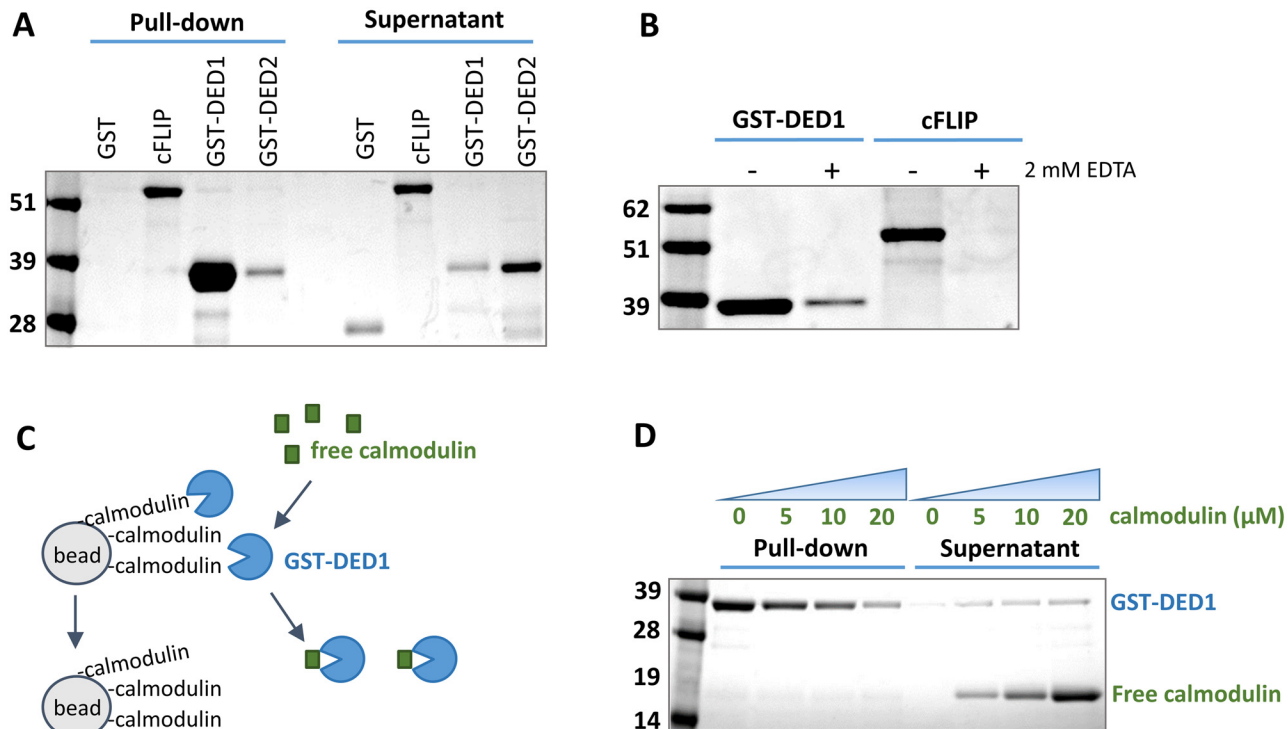 A
Pull-down
Supernatant
GST
cFLIP
GST-DED1
GST-DED2
GST
cFLIP
GST-DED1
GST-DED2
51
39
28
B
GST-DED1
cFLIP
- + - + 2 mM EDTA
62
51
39
C
free calmodulin
-calmodulin
-calmodulin
bead
-calmodulin
GST-DED1
-calmodulin
-calmodulin
bead
-calmodulin
D
0 5 10 20 0 5 10 20 calmodulin (µM)
Pull-down
Supernatant
39
GST-DED1
28
19
Free calmodulin
14